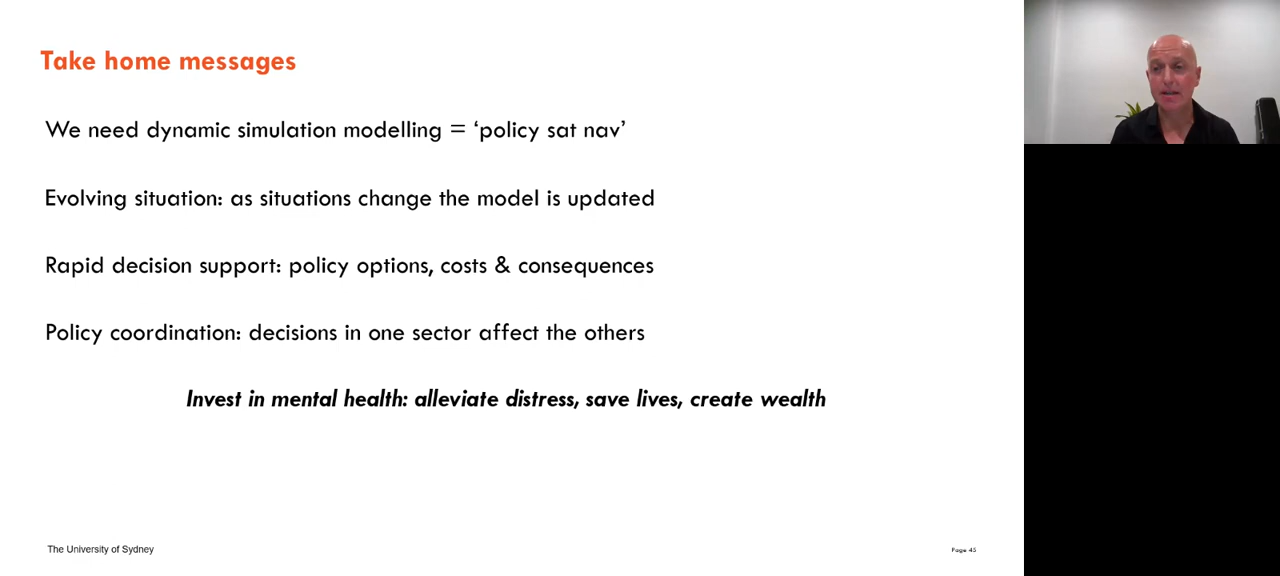 Take home messages
We need dynamic simulation modelling = ‘policy sat nav’
Evolving situation: as situations change the model is updated
Rapid decision support: policy options, costs & consequences
Policy coordination: decisions in one sector affect the others
Invest in mental health: alleviate distress, save lives, create wealth
The University of Sydney
Page 45